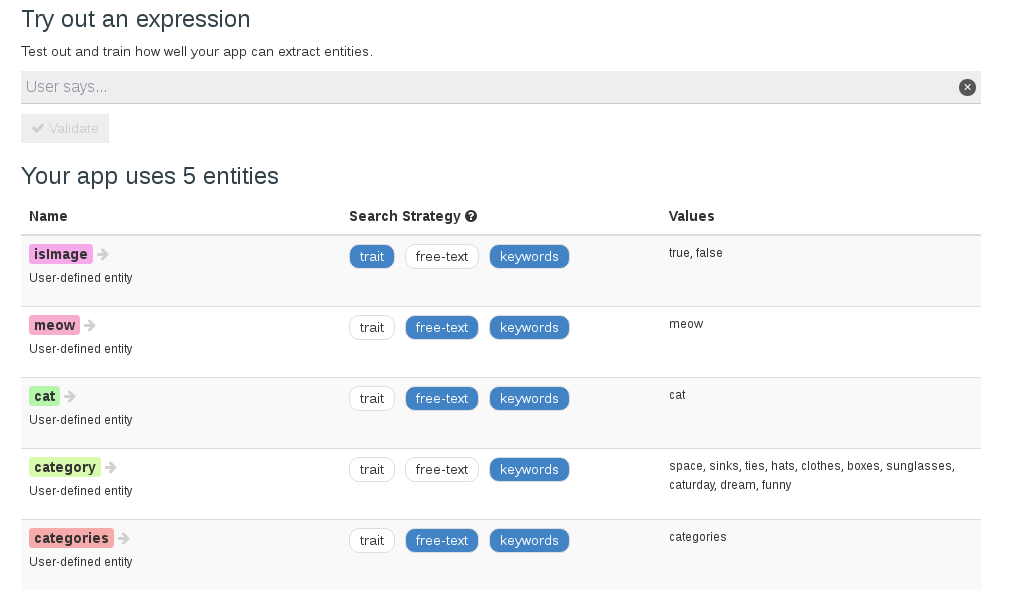 Try out an expression
Test out and train how well your app can extract entities.
User says...
Validate
Your app uses 5 entities
Name Search Strategy Values
isImage trait free-text keywords true, false
User-defined entity
meow trait free-text keywords meow
User-defined entity
cat trait free-text keywords cat
User-defined entity
category trait free-text keywords space, sinks, ties, hats, clothes, boxes, sunglasses,
User-defined entity caturday, dream, funny
categories trait free-text keywords categories
User-defined entity